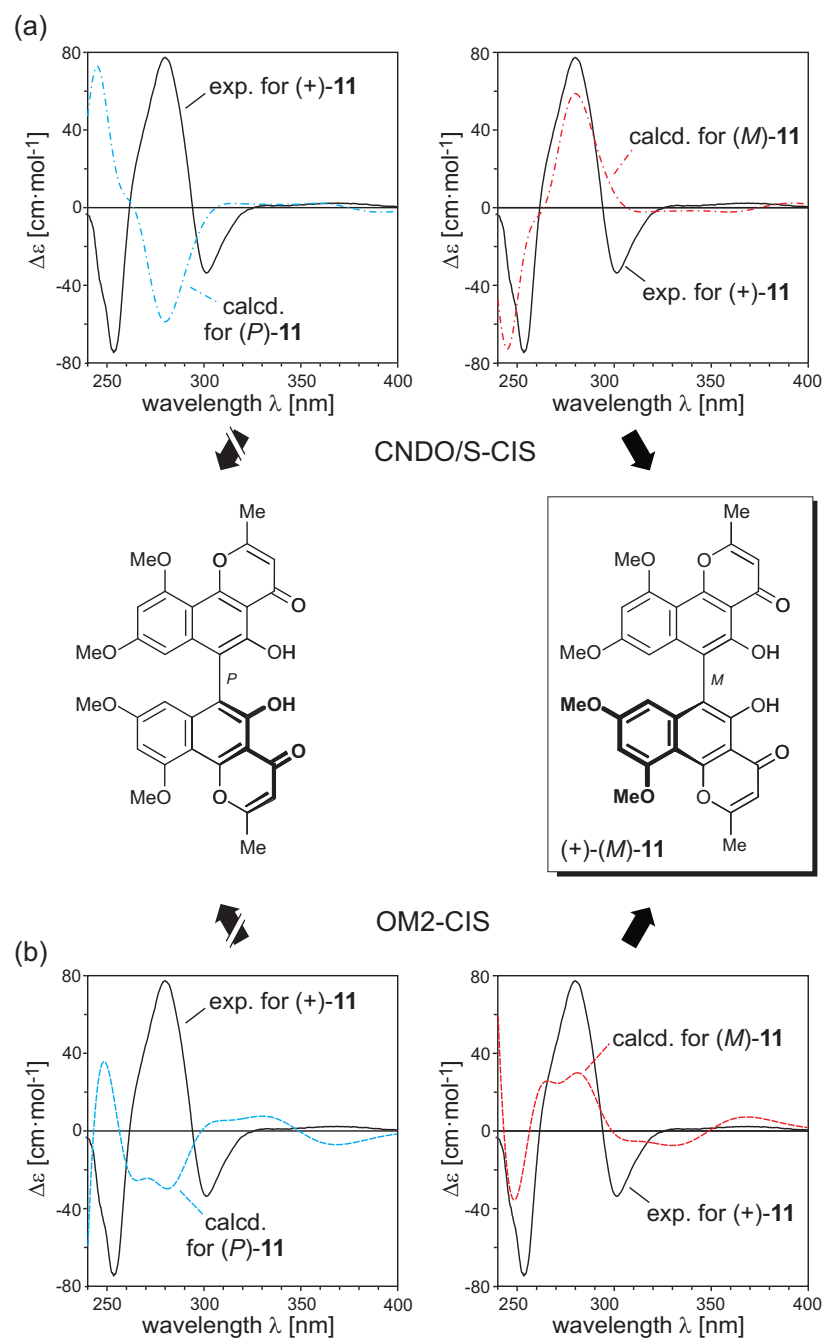 (a)
80
40
0
-40
-80
Δε [cm·mol-1]
exp. for (+)-11
calcd.
for (P)-11
240
300
350
400
wavelength λ [nm]
80
40
0
-40
-80
Δε [cm·mol-1]
calcd. for (M)-11
exp. for (+)-11
240
300
350
400
wavelength λ [nm]
CNDO/S-CIS
Me
MeO
O
O
MeO
OH
P
MeO
OH
O
MeO
O
Me
Me
MeO
O
O
MeO
OH
M
MeO
OH
O
MeO
O
Me
(+)-(M)-11
OM2-CIS
(b)
80
40
0
-40
-80
Δε [cm·mol-1]
exp. for (+)-11
calcd.
for (P)-11
240
300
350
400
wavelength λ [nm]
80
40
0
-40
-80
Δε [cm·mol-1]
calcd. for (M)-11
exp. for (+)-11
240
300
350
400
wavelength λ [nm]